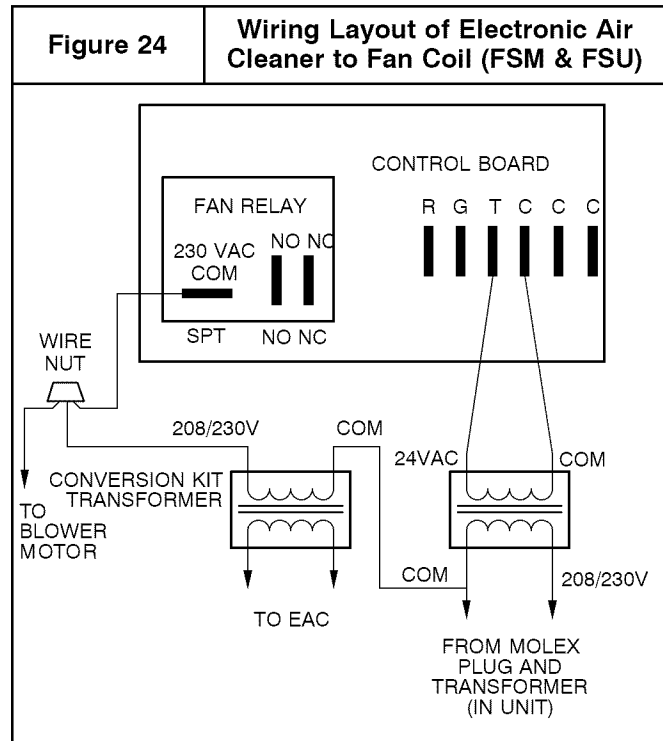 Figure 24
Wiring Layout of Electronic Air
Cleaner to Fan Coil (FSM & FSU)
CONTROL BOARD
FAN RELAY
R G T C C C
230 VAC
COM
NO NC
SPT
NO NC
WIRE
NUT
208/230V
COM
24VAC
COM
CONVERSION KIT
TRANSFORMER
TO
BLOWER
MOTOR
COM
208/230V
TO EAC
FROM MOLEX
PLUG AND
TRANSFORMER
(IN UNIT)